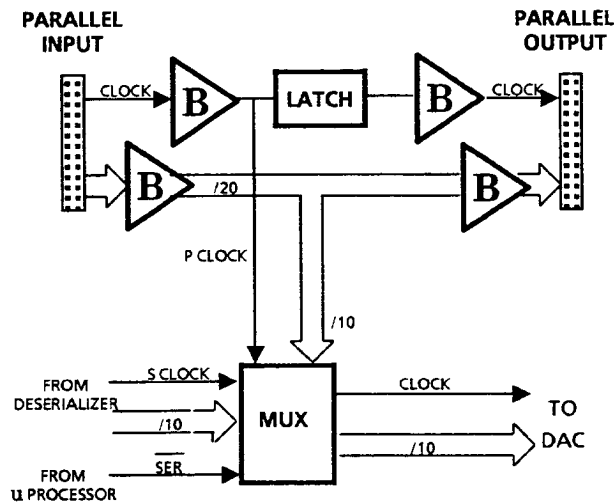 PARALLEL
INPUT
PARALLEL
OUTPUT
CLOCK
B
LATCH
B
CLOCK
B
/20
B
P CLOCK
/10
FROM
DESERIALIZER
S CLOCK
/10
MUX
CLOCK
/10
TO
DAC
FROM
u PROCESSOR
SER